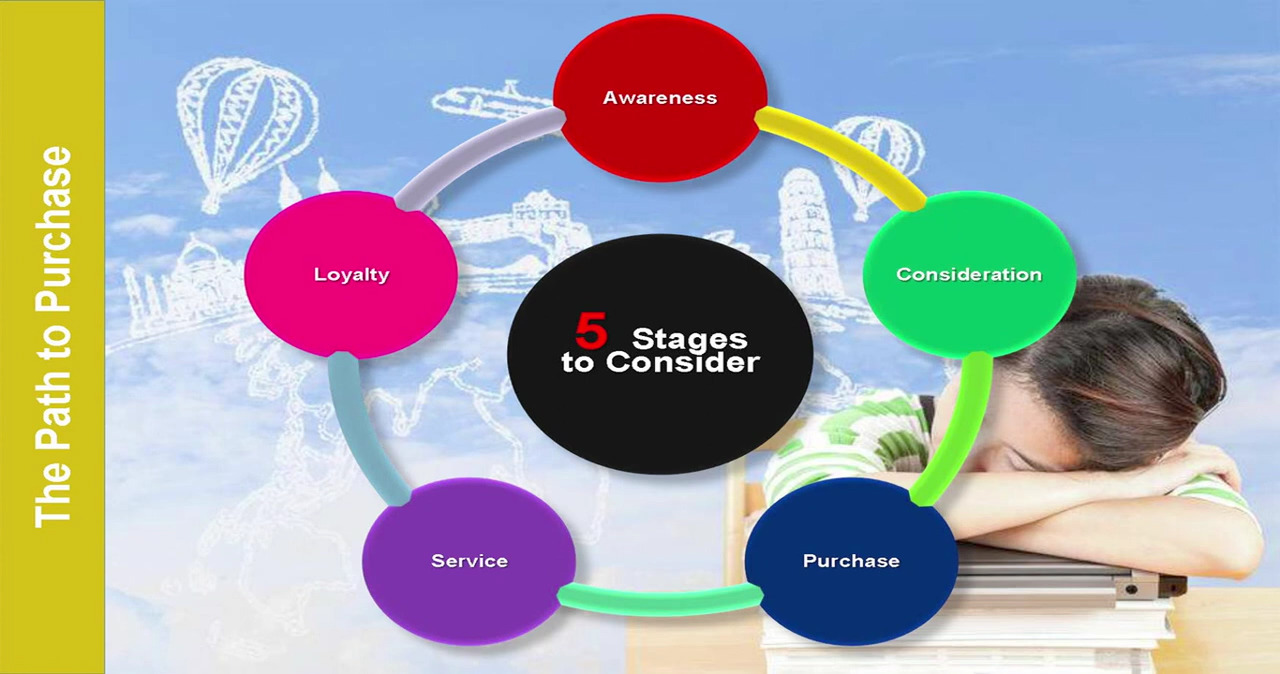 The Path to Purchase
Awareness
Consideration
Purchase
Service
Loyalty
5 Stages
to Consider